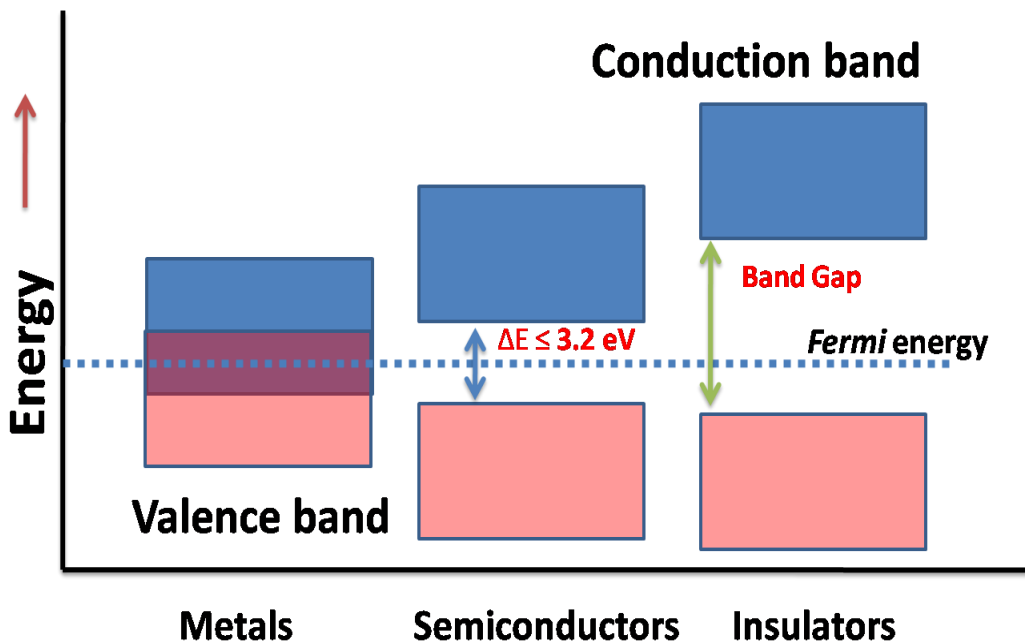 Conduction band
Energy
Band Gap
ΔE ≤ 3.2 eV
Fermi energy
Valence band
Metals
Semiconductors
Insulators